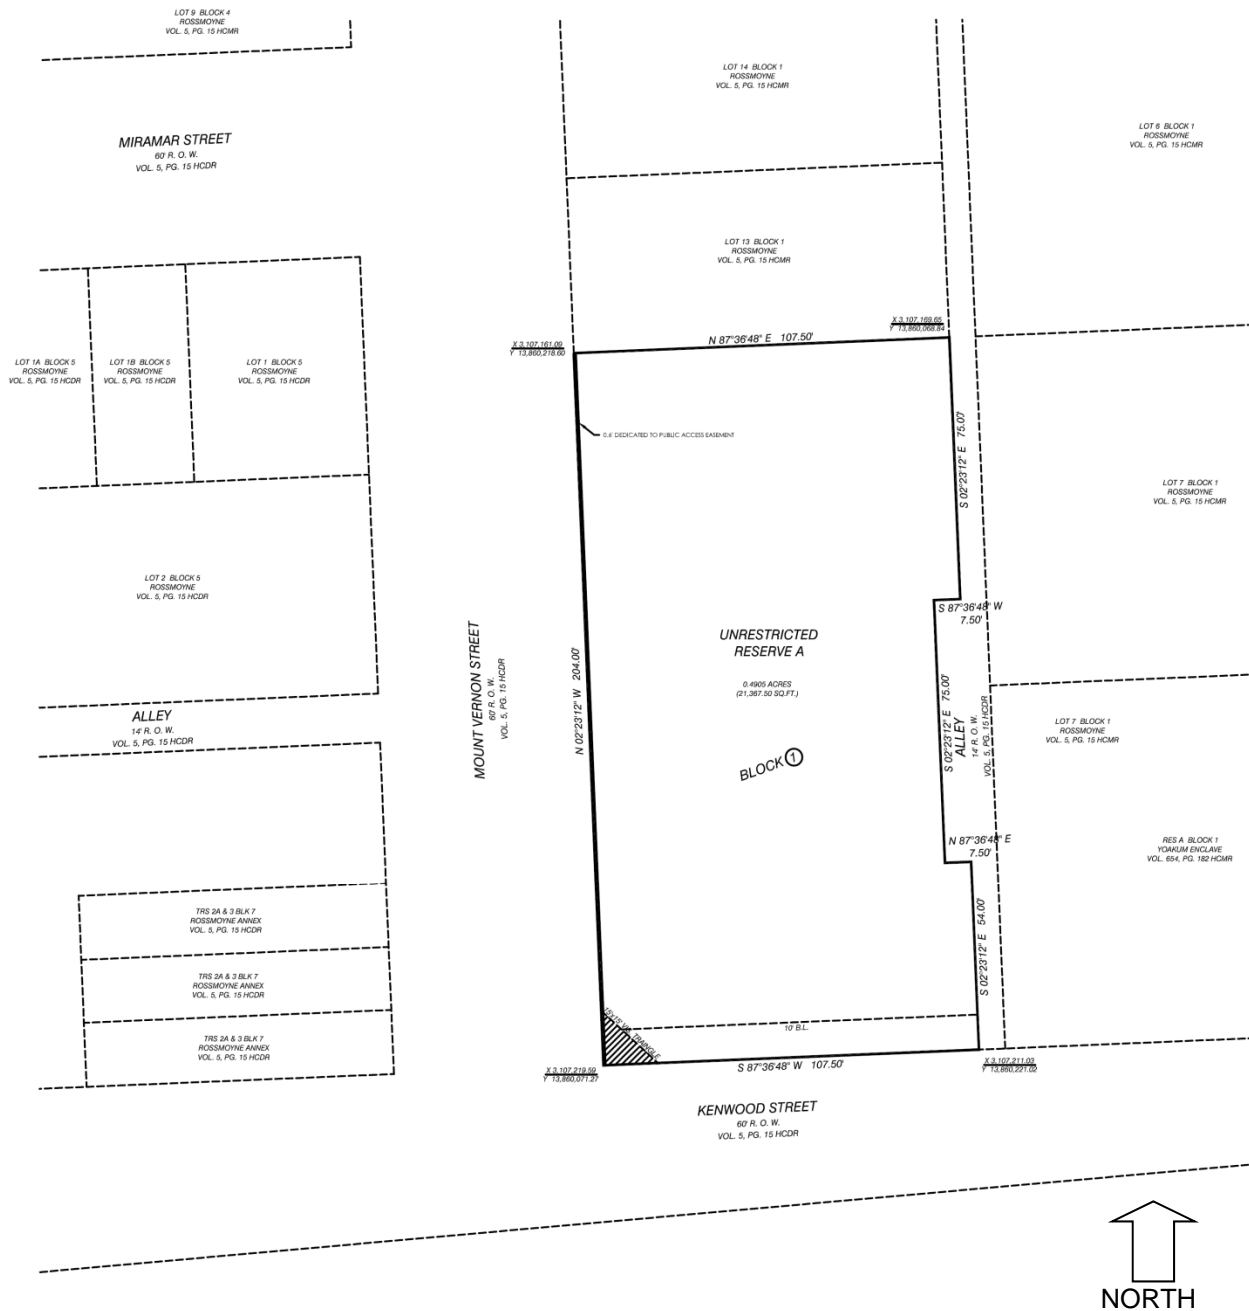 LOT 9 BLOCK 4
ROSSMOYNE
VOL. 5, PG. 15 HCMR
LOT 14 BLOCK 1
ROSSMOYNE
VOL. 5, PG. 15 HCMR
LOT 6 BLOCK 1
ROSSMOYNE
VOL. 5, PG. 15 HCMR
MIRAMAR STREET
60' R. O. W.
VOL. 5, PG. 15 HCDR
LOT 13 BLOCK 1
ROSSMOYNE
VOL. 5, PG. 15 HCMR
X 3,107,169.65
Y 13,860,068.84
N 87°36'48" E 107.50'
X 3,107,161.09
Y 13,860,218.60
LOT 1A BLOCK 5
ROSSMOYNE
VOL. 5, PG. 15 HCDR
LOT 1B BLOCK 5
ROSSMOYNE
VOL. 5, PG. 15 HCDR
LOT 1 BLOCK 5
ROSSMOYNE
VOL. 5, PG. 15 HCDR
0.6' DEDICATED TO PUBLIC ACCESS EASEMENT
S 02°23'12" E 75.00'
LOT 7 BLOCK 1
ROSSMOYNE
VOL. 5, PG. 15 HCMR
LOT 2 BLOCK 5
ROSSMOYNE
VOL. 5, PG. 15 HCDR
S 87°36'48" W
7.50'
UNRESTRICTED
RESERVE A
0.4905 ACRES
(21,367.50 SQ.FT.)
MOUNT VERNON STREET
60' R. O. W.
VOL. 5, PG. 15 HCDR
N 02°23'12" W 204.00'
S 02°23'12" E 75.00'
ALLEY
14' R. O. W.
VOL. 5, PG. 15 HCDR
ALLEY
14' R. O. W.
VOL. 5, PG. 15 HCDR
LOT 7 BLOCK 1
ROSSMOYNE
VOL. 5, PG. 15 HCMR
BLOCK 1
N 87°36'48" E
7.50'
RES A BLOCK 1
YOAKUM ENCLAVE
VOL. 654, PG. 182 HCMR
TRS 2A & 3 BLK 7
ROSSMOYNE ANNEX
VOL. 5, PG. 15 HCDR
S 02°23'12" E 54.00'
TRS 2A & 3 BLK 7
ROSSMOYNE ANNEX
VOL. 5, PG. 15 HCDR
TRS 2A & 3 BLK 7
ROSSMOYNE ANNEX
VOL. 5, PG. 15 HCDR
15'x15' VIS. TRAINGLE
10' B.L.
S 87°36'48" W 107.50'
X 3,107,219.59
Y 13,860,071.27
X 3,107,211.03
Y 13,860,221.02
KENWOOD STREET
60' R. O. W.
VOL. 5, PG. 15 HCDR
NORTH